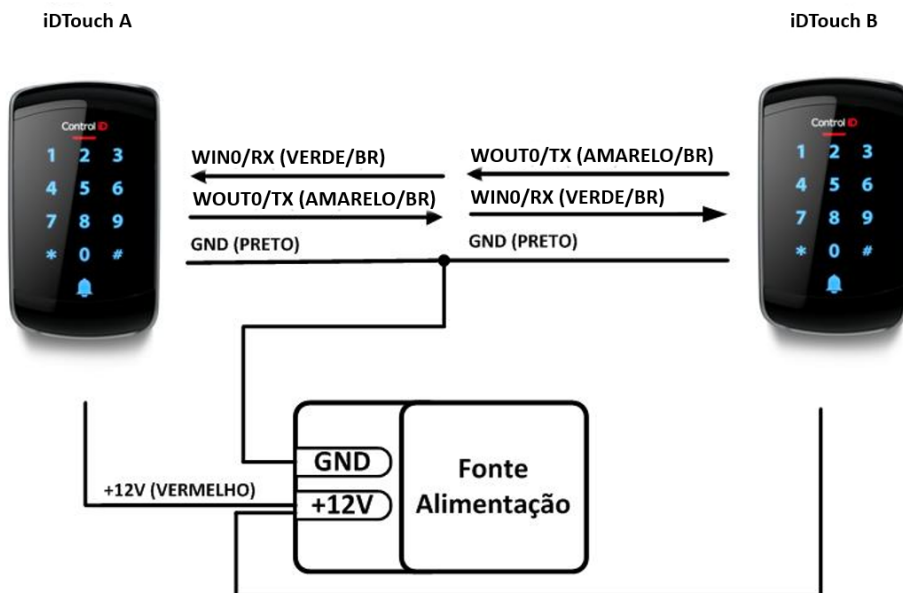 iDTouch A
iDTouch B
Control iD
1 2 3
4 5 6
7 8 9
* 0 #
WIN0/RX (VERDE/BR)
WOUT0/TX (AMARELO/BR)
GND (PRETO)
WOUT0/TX (AMARELO/BR)
WIN0/RX (VERDE/BR)
GND (PRETO)
Control iD
1 2 3
4 5 6
7 8 9
* 0 #
+12V (VERMELHO)
GND
+12V
Fonte
Alimentação